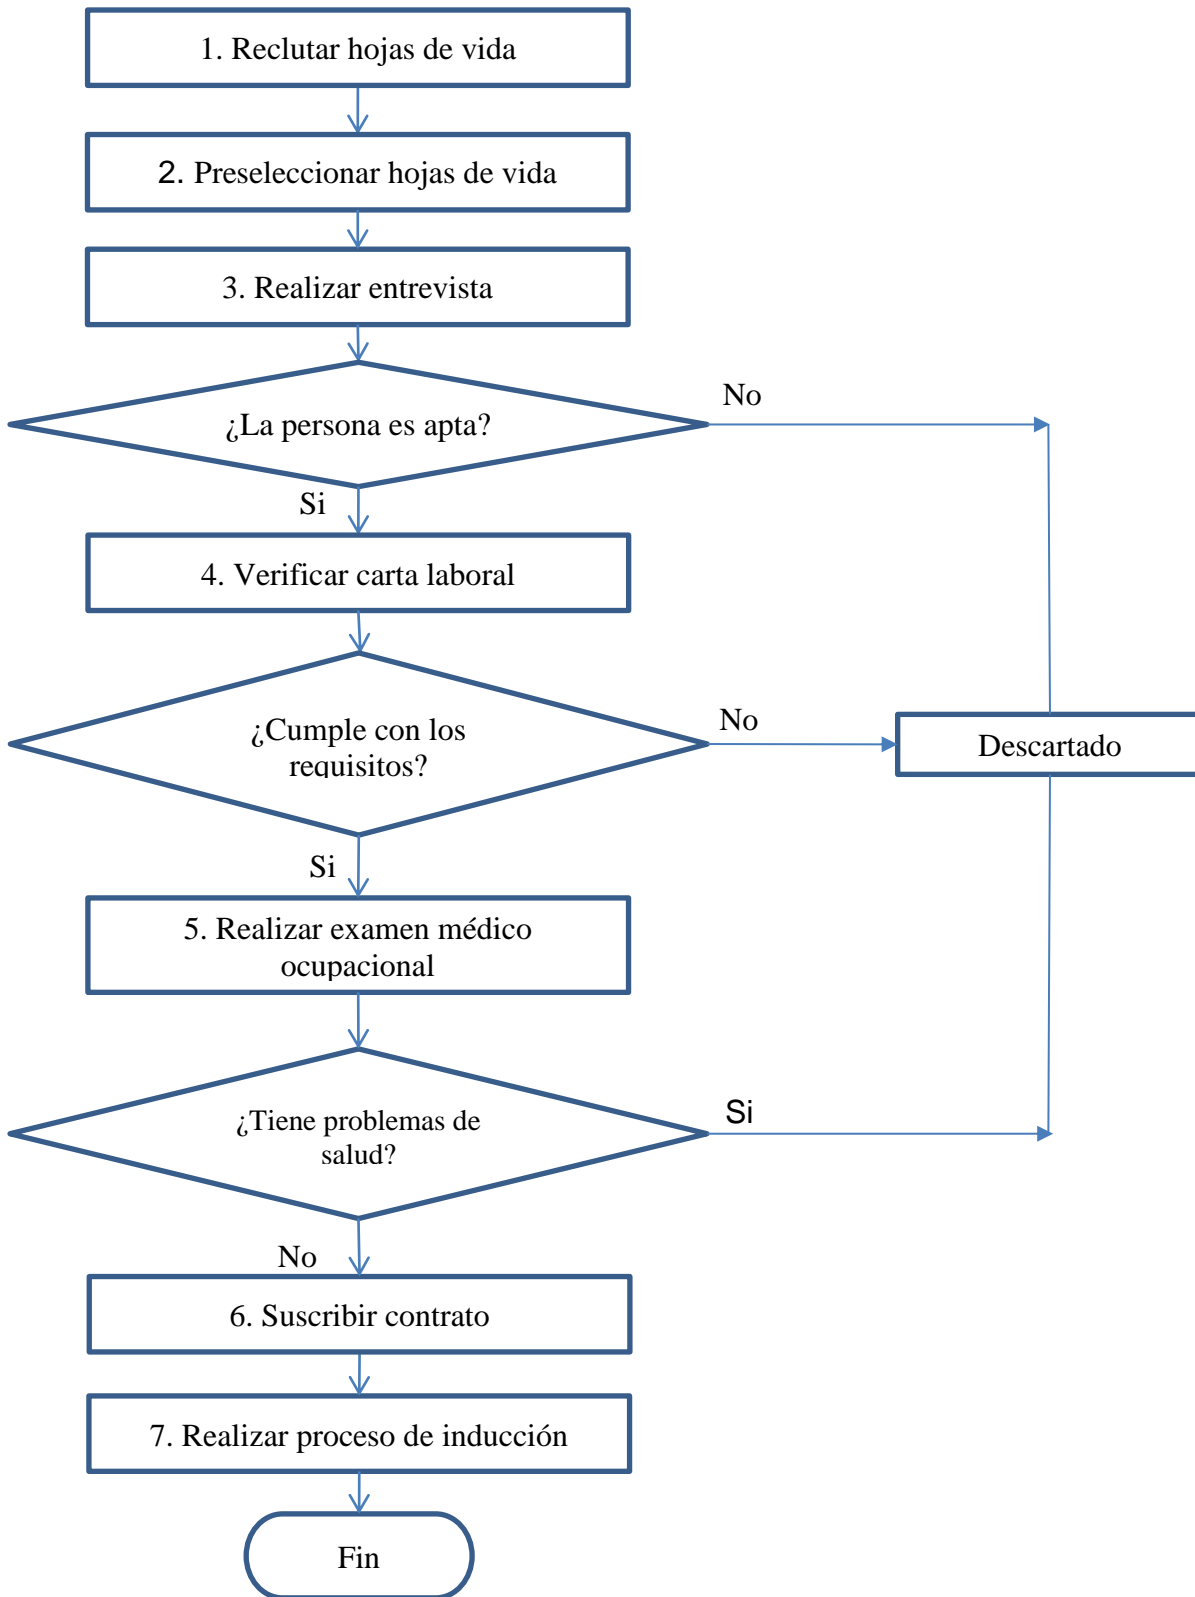 1. Reclutar hojas de vida
2. Preseleccionar hojas de vida
3. Realizar entrevista
No
¿La persona es apta?
Si
4. Verificar carta laboral
No
¿Cumple con los
requisitos?
Descartado
Si
5. Realizar examen médico
ocupacional
Si
¿Tiene problemas de
salud?
No
6. Suscribir contrato
7. Realizar proceso de inducción
Fin